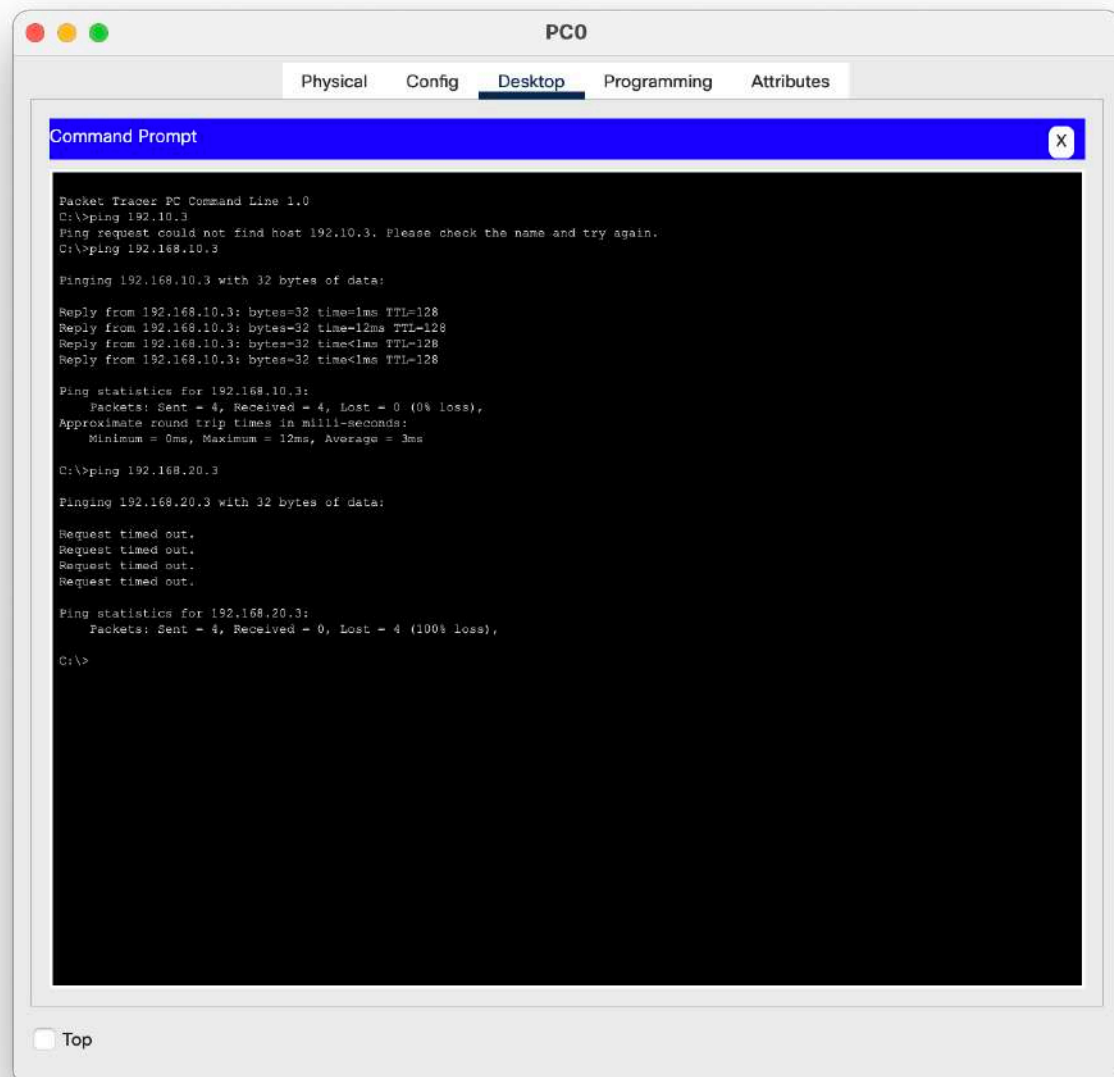 PC0
Physical Config Desktop Programming Attributes
Command Prompt
X
Packet Tracer PC Command Line 1.0
C:\>ping 192.10.3
Ping request could not find host 192.10.3. Please check the name and try again.
C:\>ping 192.168.10.3
Pinging 192.168.10.3 with 32 bytes of data:
Reply from 192.168.10.3: bytes=32 time=1ms TTL=128
Reply from 192.168.10.3: bytes=32 time=12ms TTL=128
Reply from 192.168.10.3: bytes=32 time<1ms TTL=128
Reply from 192.168.10.3: bytes=32 time<1ms TTL=128
Ping statistics for 192.168.10.3:
Packets: Sent = 4, Received = 4, Lost = 0 (0% loss),
Approximate round trip times in milli-seconds:
Minimum = 0ms, Maximum = 12ms, Average = 3ms
C:\>ping 192.168.20.3
Pinging 192.168.20.3 with 32 bytes of data:
Request timed out.
Request timed out.
Request timed out.
Request timed out.
Ping statistics for 192.168.20.3:
Packets: Sent = 4, Received = 0, Lost = 4 (100% loss),
C:\>
Top